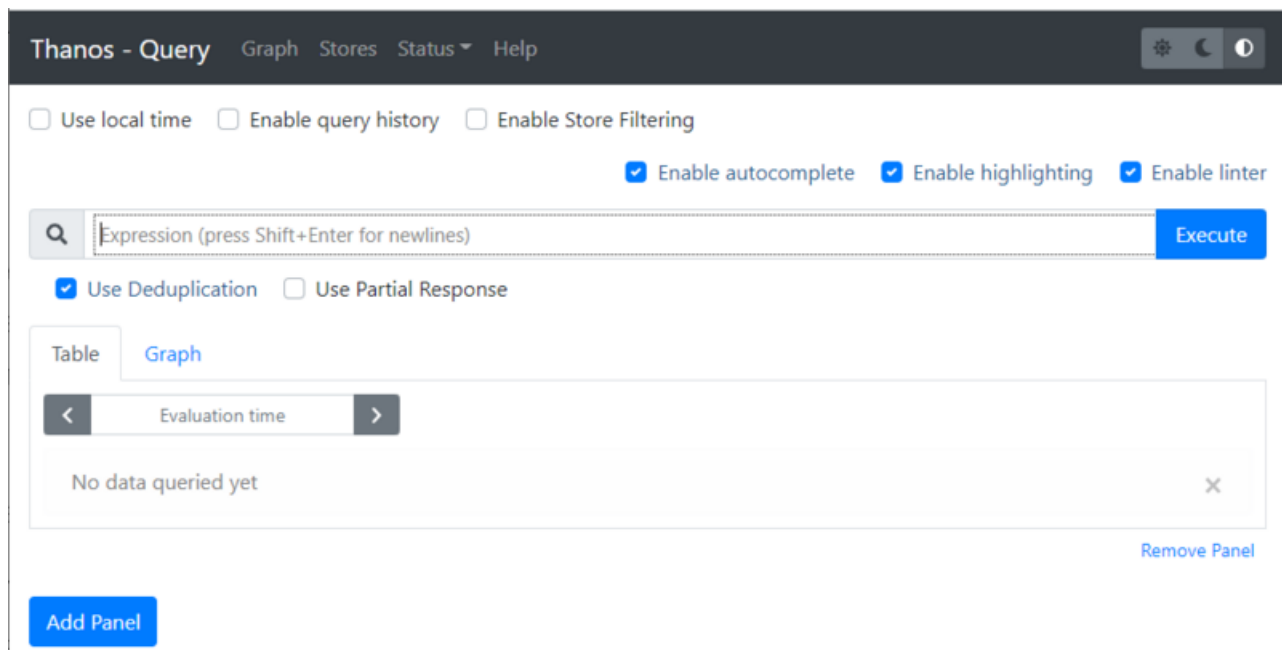 Thanos - Query Graph Stores Status Help
Use local time Enable query history Enable Store Filtering
Enable autocomplete Enable highlighting Enable linter
Expression (press Shift+Enter for newlines) Execute
Use Deduplication Use Partial Response
Table Graph
Evaluation time
No data queried yet
Remove Panel
Add Panel